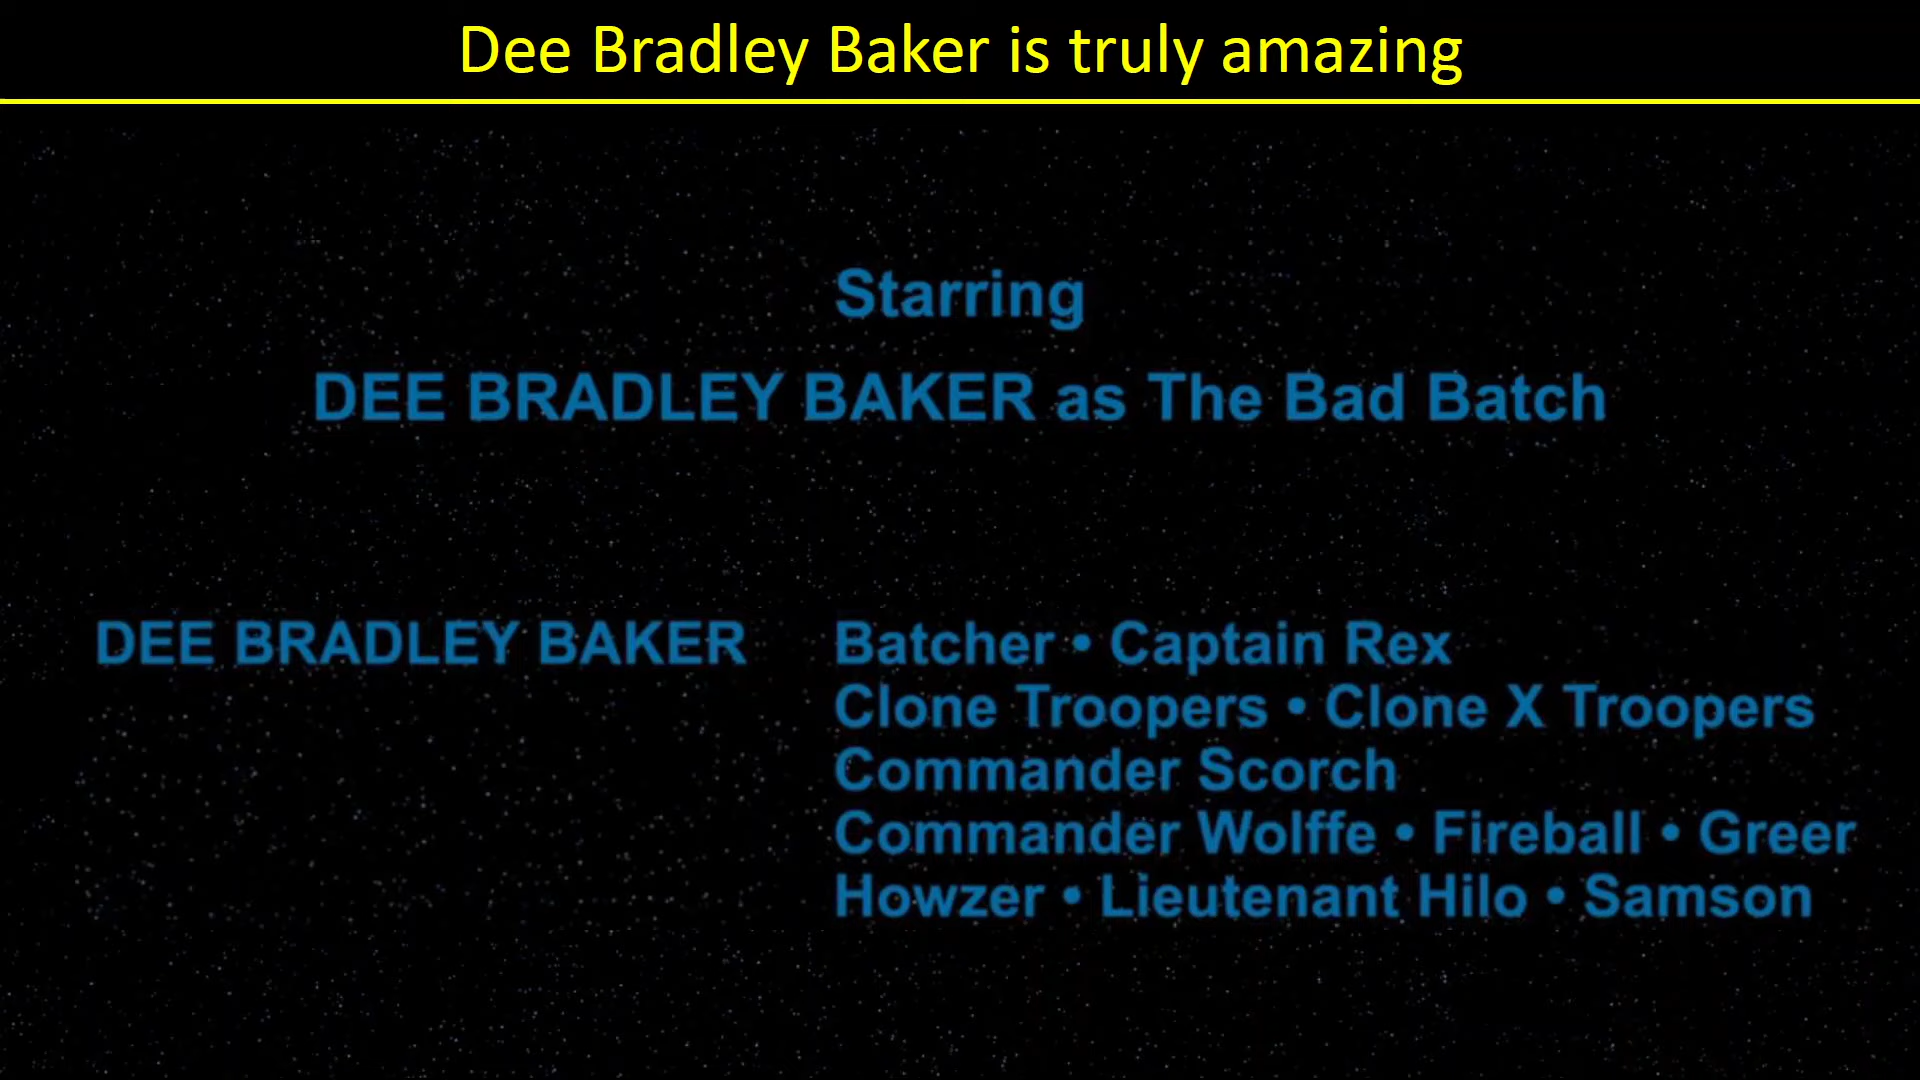 Dee Bradley Baker is truly amazing
Starring
DEE BRADLEY BAKER as The Bad Batch
DEE BRADLEY BAKER Batcher • Captain Rex
Clone Troopers • Clone X Troopers
Commander Scorch
Commander Wolffe • Fireball • Greer
Howzer • Lieutenant Hilo • Samson